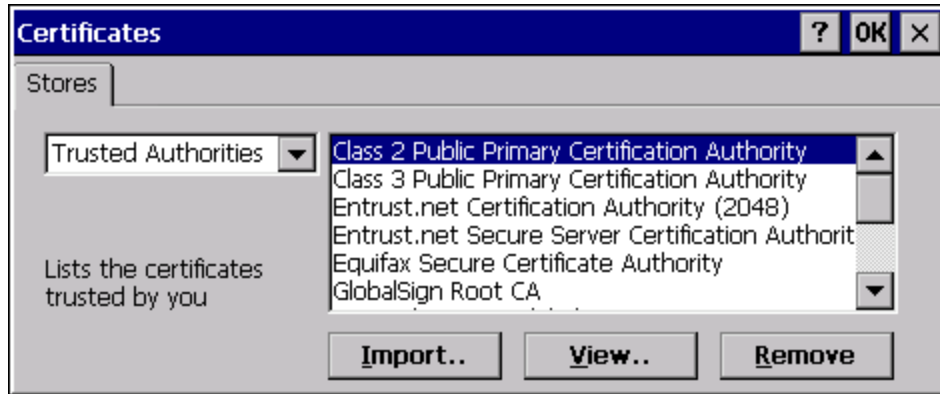 Certificates ? OK ×
Stores
Trusted Authorities
Class 2 Public Primary Certification Authority
Class 3 Public Primary Certification Authority
Entrust.net Certification Authority (2048)
Entrust.net Secure Server Certification Authorit
Equifax Secure Certificate Authority
GlobalSign Root CA
Lists the certificates
trusted by you
Import.. View.. Remove